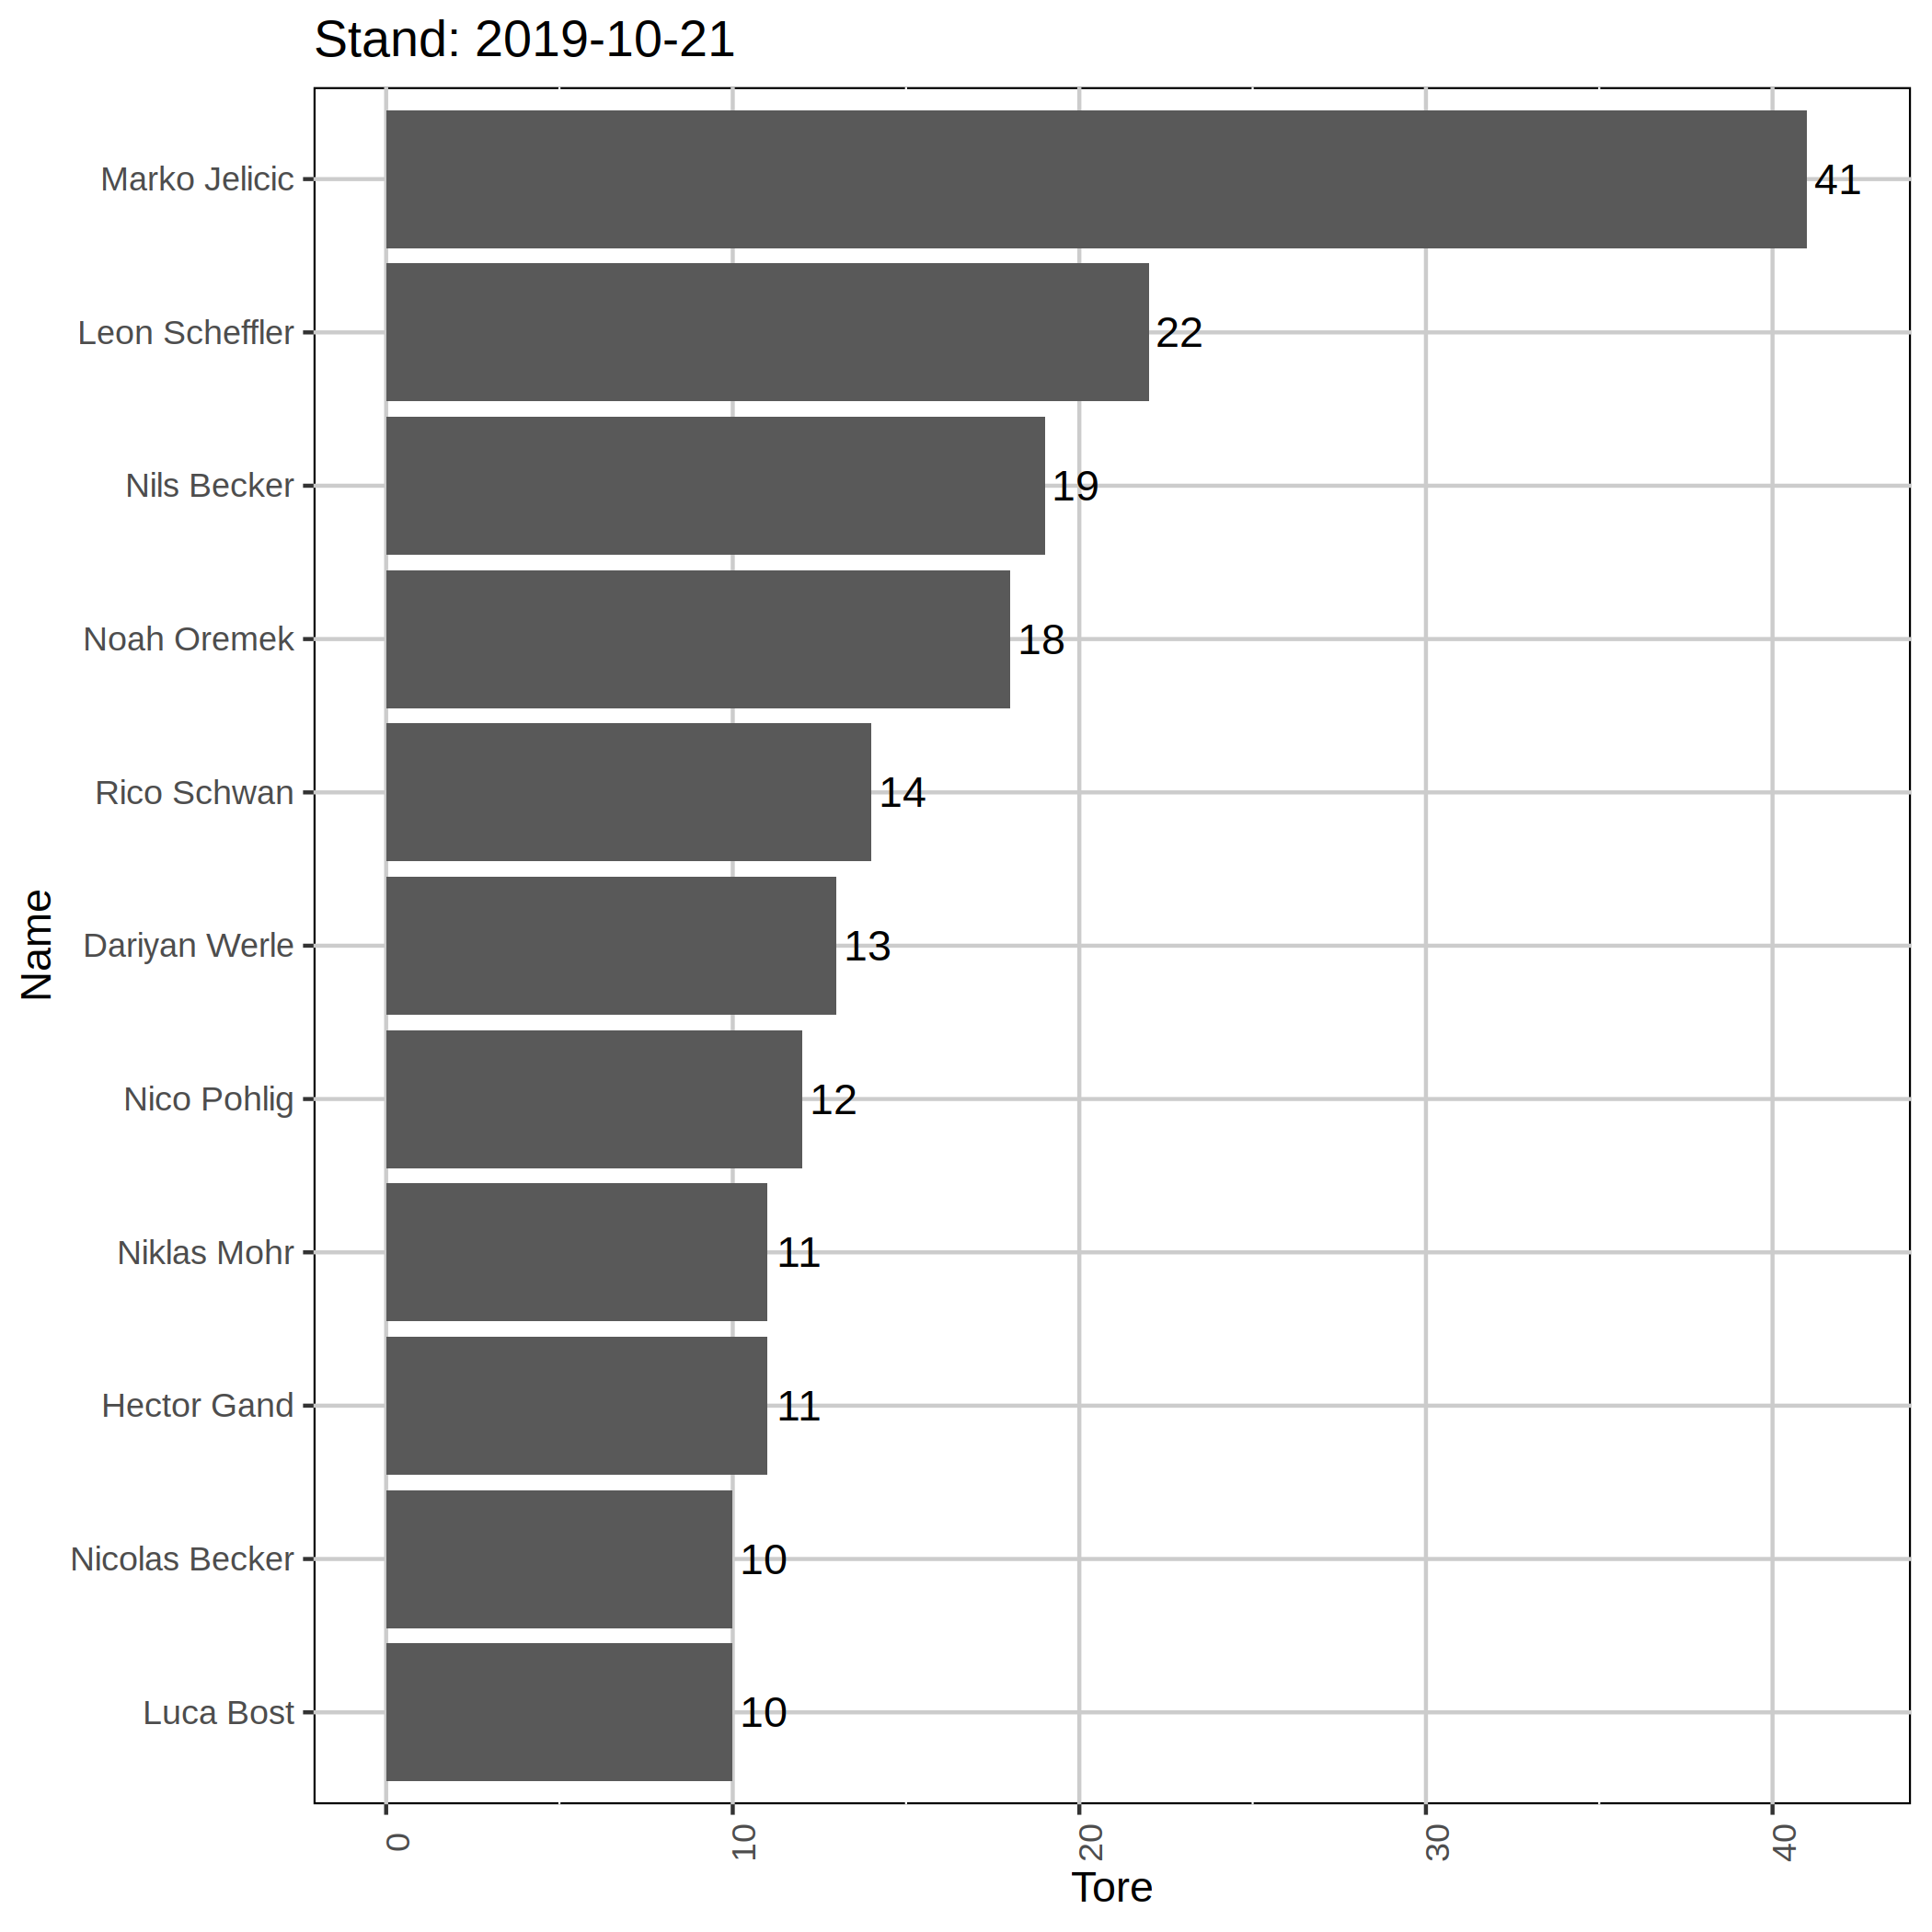 Stand: 2019-10-21
Marko Jelicic
41
Leon Scheffler
22
Nils Becker
19
Noah Oremek
18
Rico Schwan
14
Dariyan Werle
13
Name
Nico Pohlig
12
Niklas Mohr
11
Hector Gand
11
Nicolas Becker
10
Luca Bost
10
0 10 20 30 40
Tore